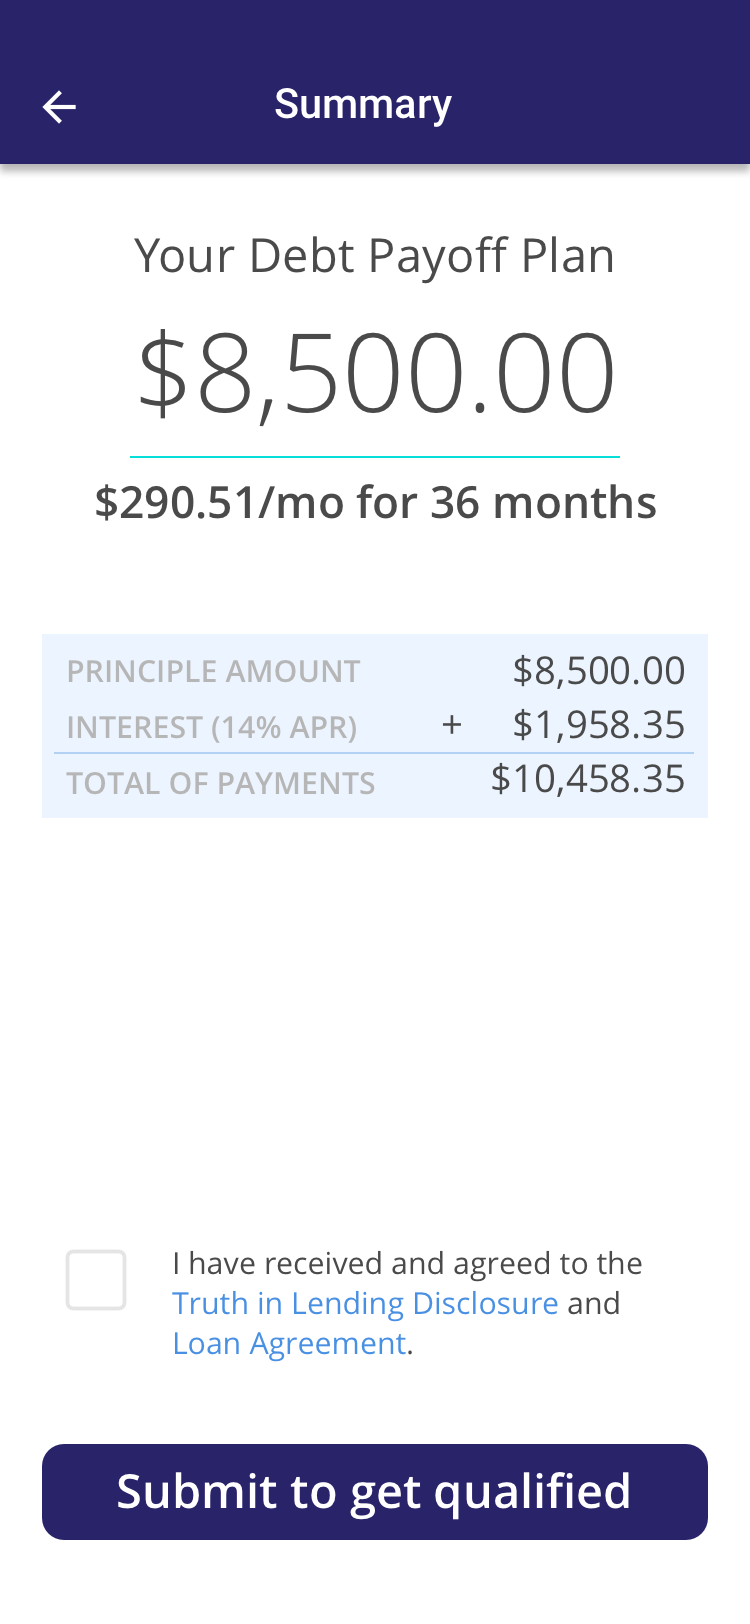 Summary
Your Debt Payoff Plan
$8,500.00
$290.51/mo for 36 months
PRINCIPLE AMOUNT $8,500.00
INTEREST (14% APR) + $1,958.35
TOTAL OF PAYMENTS $10,458.35
I have received and agreed to the
Truth in Lending Disclosure and
Loan Agreement.
Submit to get qualified